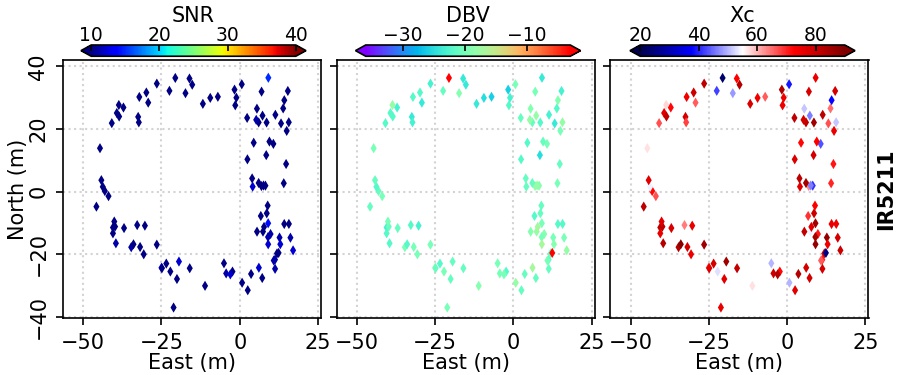 SNR DBV Xc
10 20 30 40 −30 −20 −10 20 40 60 80
40
20
0
−20
−40
North (m)
−50 −25 0 25 −50 −25 0 25 −50 −25 0 25
East (m) East (m) East (m)
IR5211